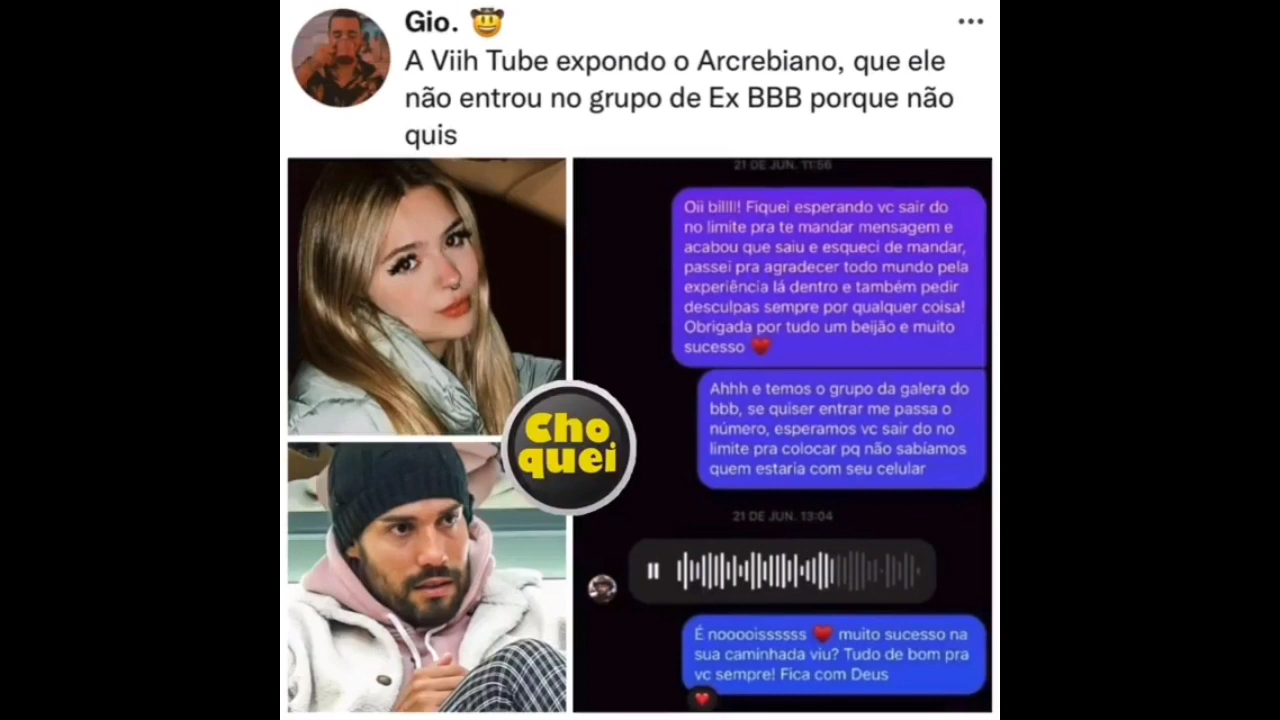 Gio. 🤠
A Viih Tube expondo o Arcrebiano, que ele
não entrou no grupo de Ex BBB porque não
quis
21 DE JUN. 11:56
Oii billll! Fiquei esperando vc sair do
no limite pra te mandar mensagem e
acabou que saiu e esqueci de mandar,
passei pra agradecer todo mundo pela
experiência lá dentro e também pedir
desculpas sempre por qualquer coisa!
Obrigada por tudo um beijão e muito
sucesso ❤️
Ahhh e temos o grupo da galera do
bbb, se quiser entrar me passa o
número, esperamos vc sair do no
limite pra colocar pq não sabíamos
quem estaria com seu celular
Cho
quei
21 DE JUN. 13:04
É nooooissssss ❤️ muito sucesso na
sua caminhada viu? Tudo de bom pra
vc sempre! Fica com Deus